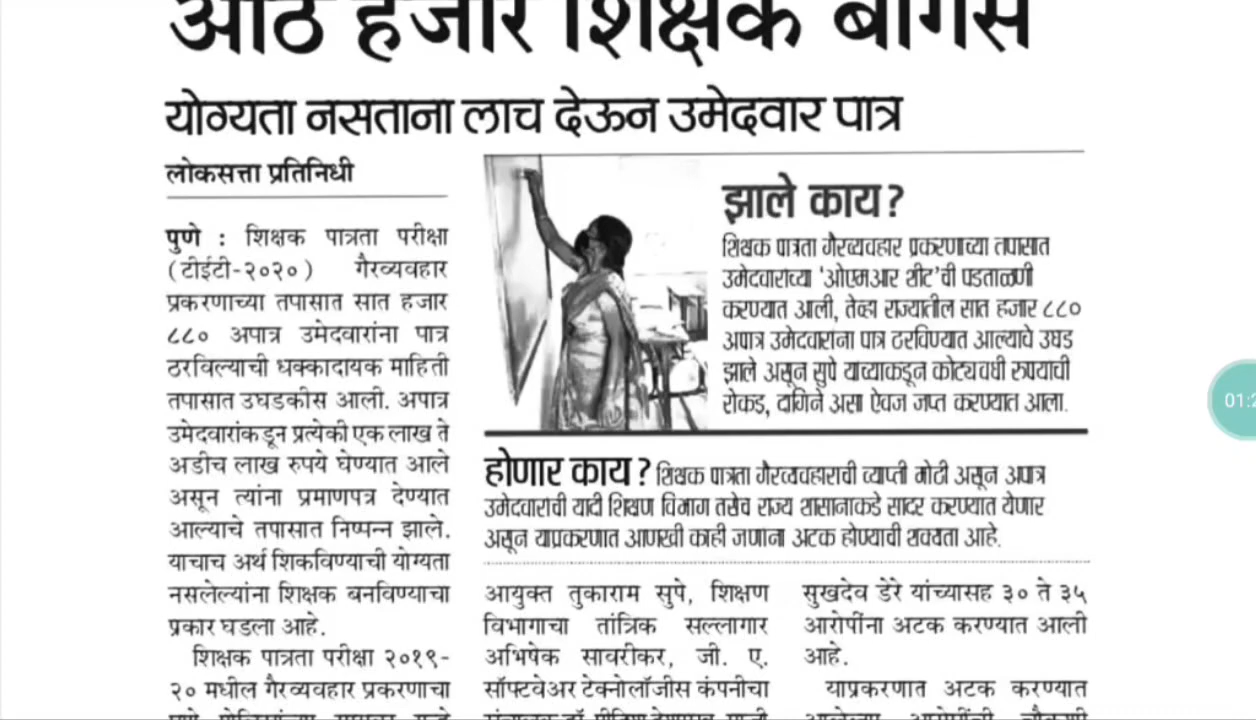 आठ हजार शिक्षक बोगस
योग्यता नसताना लाच देऊन उमेदवार पात्र
लोकसत्ता प्रतिनिधी
पुणे : शिक्षक पात्रता परीक्षा
(टीईटी-२०२०) गैरव्यवहार
प्रकरणाच्या तपासात सात हजार
८८० अपात्र उमेदवारांना पात्र
ठरविल्याची धक्कादायक माहिती
तपासात उघडकीस आली. अपात्र
उमेदवारांकडून प्रत्येकी एक लाख ते
अडीच लाख रुपये घेण्यात आले
असून त्यांना प्रमाणपत्र देण्यात
आल्याचे तपासात निष्पन्न झाले.
याचाच अर्थ शिकविण्याची योग्यता
नसलेल्यांना शिक्षक बनविण्याचा
प्रकार घडला आहे.
शिक्षक पात्रता परीक्षा २०१९-
२० मधील गैरव्यवहार प्रकरणाचा
झाले काय?
शिक्षक पात्रता गैरव्यवहार प्रकरणाच्या तपासात
उमेदवारांच्या 'ओएमआर शीट'ची पडताळणी
करण्यात आली, तेव्हा राज्यातील सात हजार ८८०
अपात्र उमेदवारांना पात्र ठरविण्यात आल्याचे उघड
झाले असून सुपे यांच्याकडून कोट्यवधी रुपयांची
रोकड, दागिने असा ऐवज जप्त करण्यात आला.
होणार काय? शिक्षक पात्रता गैरव्यवहाराची व्याप्ती मोठी असून अपात्र
उमेदवारांची यादी शिक्षण विभाग तसेच राज्य शासनाकडे सादर करण्यात येणार
असून याप्रकरणात आणखी काही जणांना अटक होण्याची शक्यता आहे.
आयुक्त तुकाराम सुपे, शिक्षण
विभागाचा तांत्रिक सल्लागार
अभिषेक सावरीकर, जी. ए.
सॉफ्टवेअर टेक्नोलॉजीस कंपनीचा
सुखदेव डेरे यांच्यासह ३० ते ३५
आरोपींना अटक करण्यात आली
आहे.
याप्रकरणात अटक करण्यात
01:2